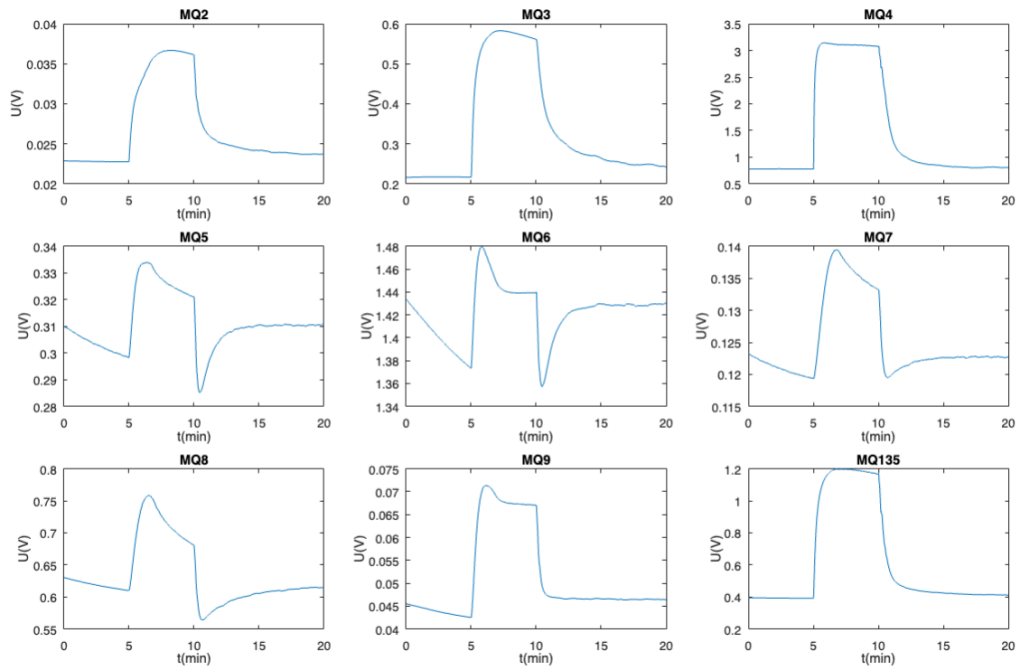 MQ2
U(V)
0.04
0.035
0.03
0.025
0.02
0 5 10 15 20
t(min)
MQ3
U(V)
0.6
0.5
0.4
0.3
0.2
0 5 10 15 20
t(min)
MQ4
U(V)
3.5
3
2.5
2
1.5
1
0.5
0 5 10 15 20
t(min)
MQ5
U(V)
0.34
0.33
0.32
0.31
0.3
0.29
0.28
0 5 10 15 20
t(min)
MQ6
U(V)
1.48
1.46
1.44
1.42
1.4
1.38
1.36
1.34
0 5 10 15 20
t(min)
MQ7
U(V)
0.14
0.135
0.13
0.125
0.12
0.115
0 5 10 15 20
t(min)
MQ8
U(V)
0.8
0.75
0.7
0.65
0.6
0.55
0 5 10 15 20
t(min)
MQ9
U(V)
0.075
0.07
0.065
0.06
0.055
0.05
0.045
0.04
0 5 10 15 20
t(min)
MQ135
U(V)
1.2
1
0.8
0.6
0.4
0.2
0 5 10 15 20
t(min)